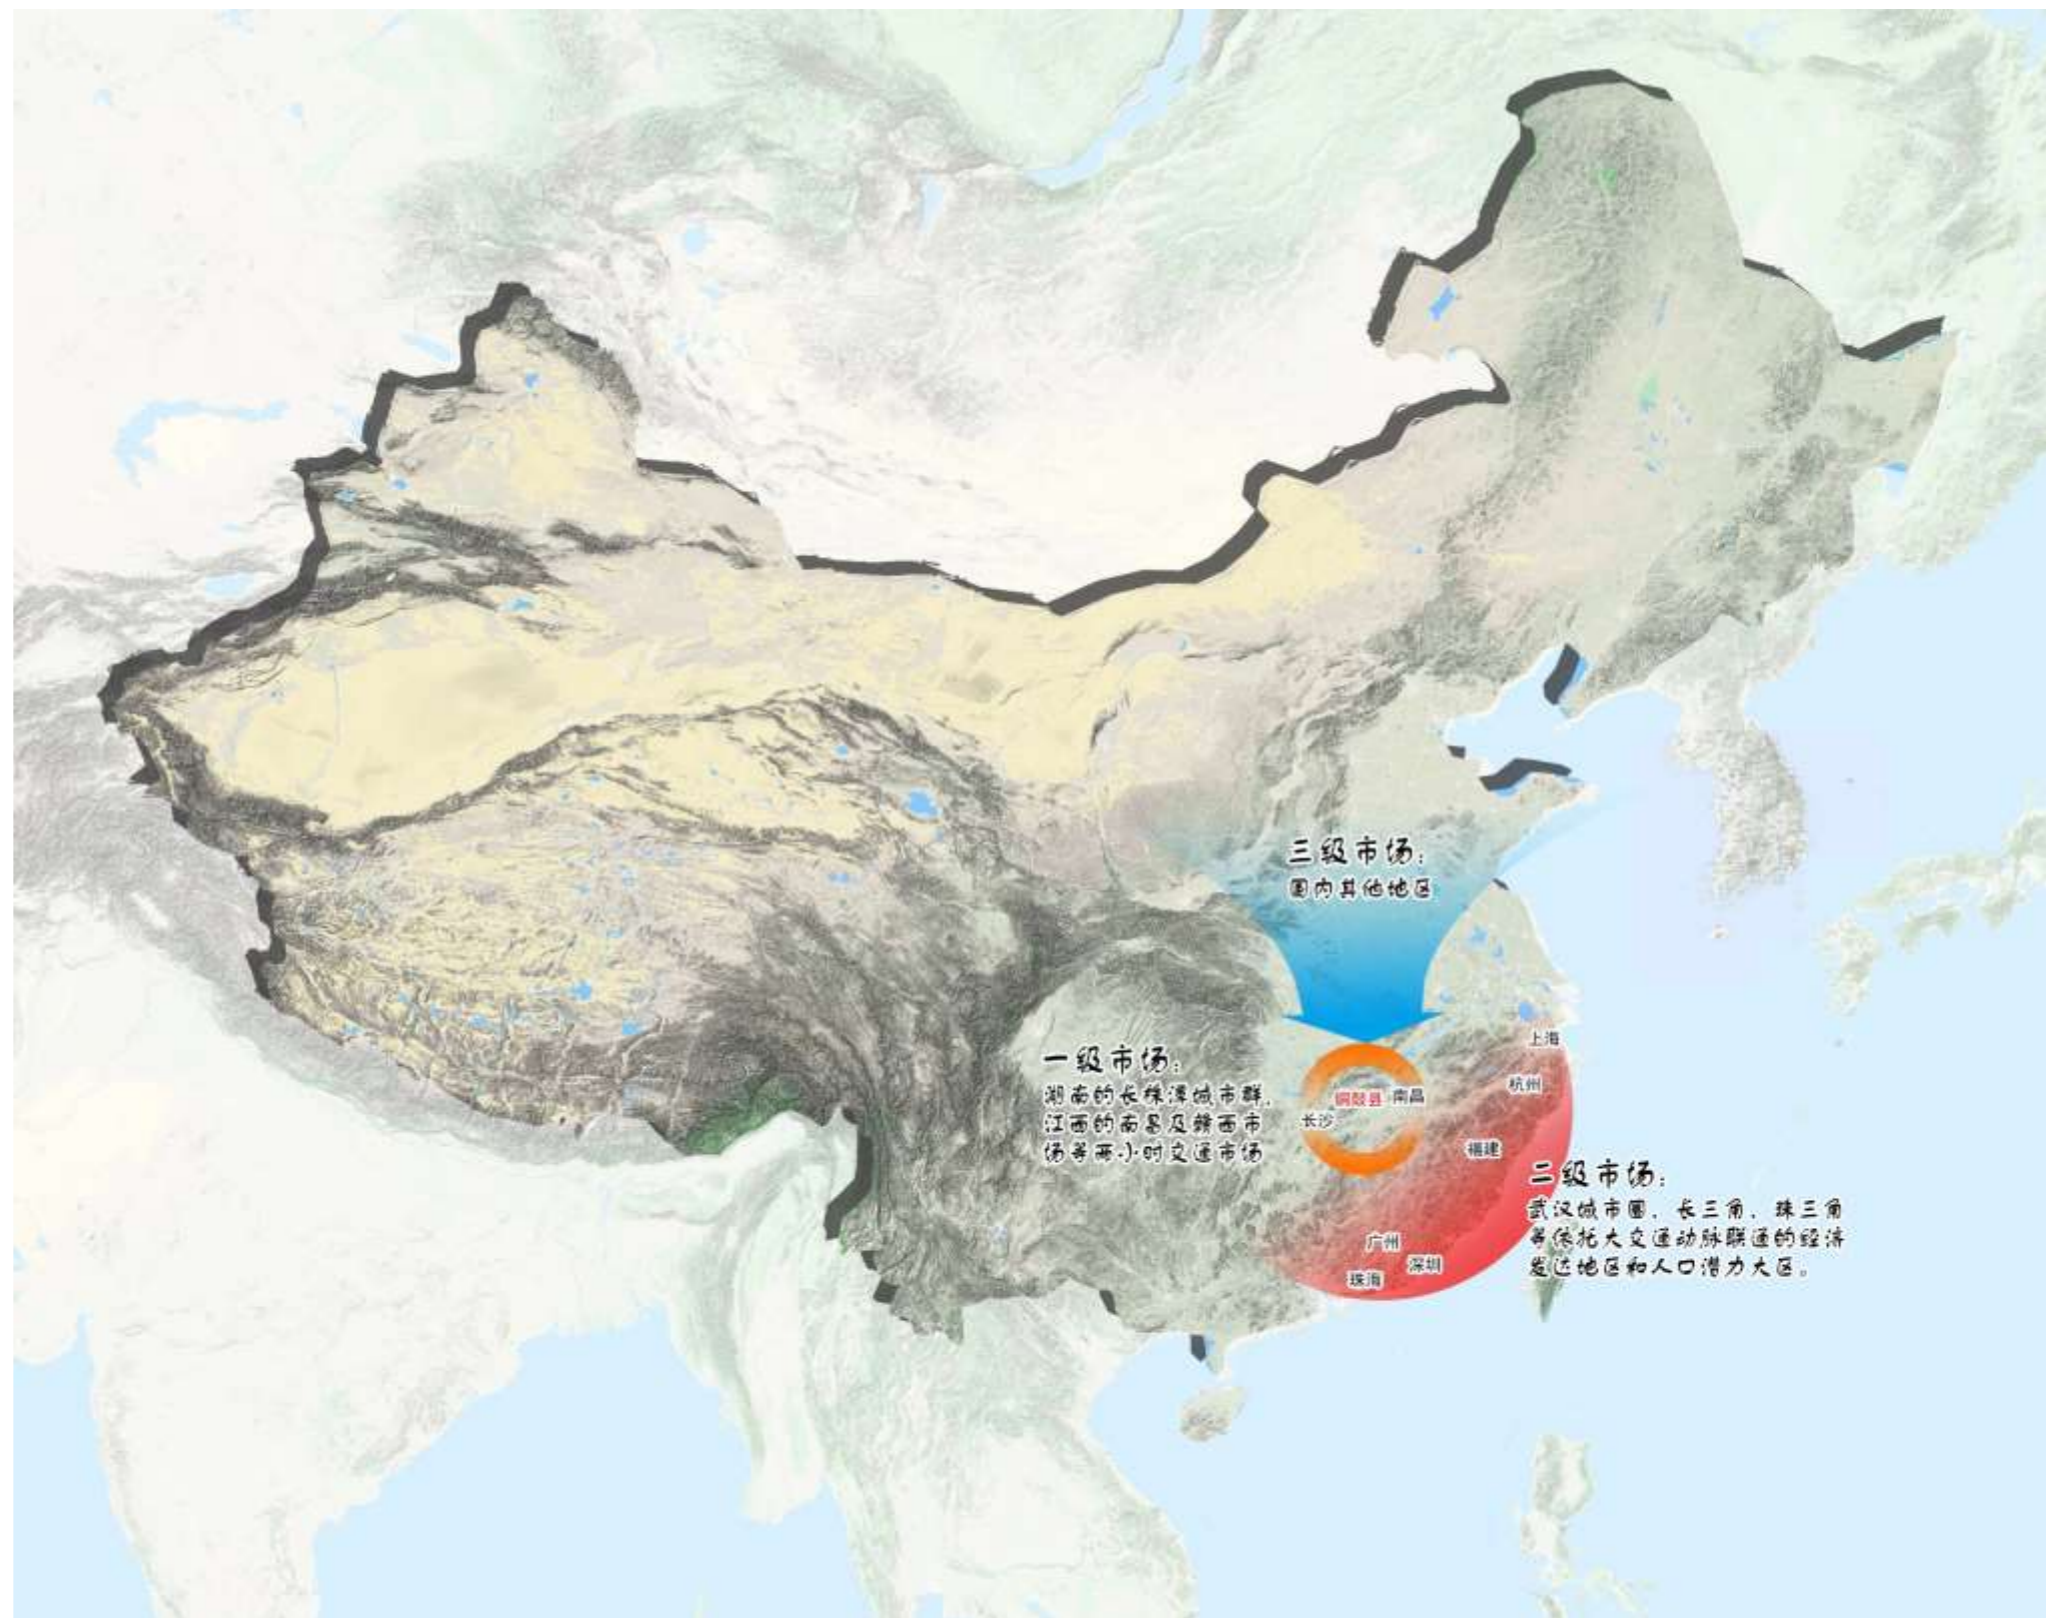 三级市场：
国内其他地区
上海
一级市场：
湖南的长株潭城市群，
江西的南昌及赣西市
场等两小时交通市场
杭州
铜鼓县
南昌
长沙
福建
二级市场：
武汉城市圈、长三角、珠三角
等依托大交通动脉联通的经济
发达地区和人口潜力大区。
广州
深圳
珠海